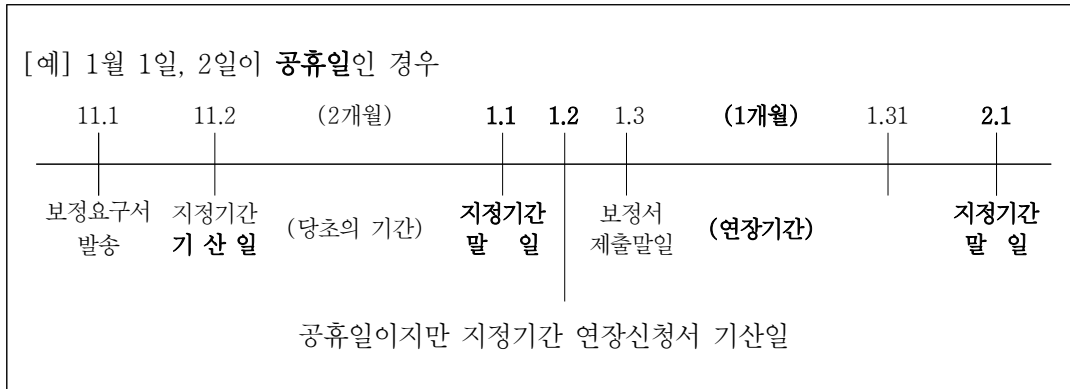 [예] 1월 1일, 2일이 공휴일인 경우
11.1 11.2 (2개월) 1.1 1.2 1.3 (1개월) 1.31 2.1
보정요구서 지정기간 (당초의 기간) 지정기간 보정서 (연장기간) 지정기간
발송 기 산 일 말 일 제출말일 말 일
공휴일이지만 지정기간 연장신청서 기산일